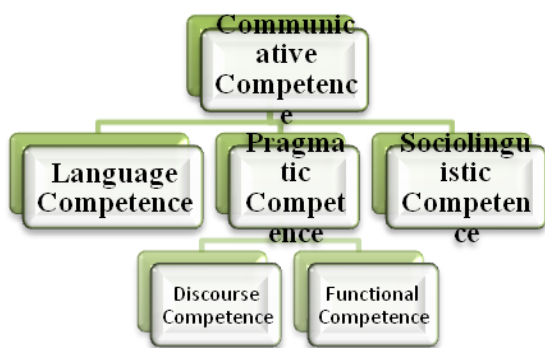 Communic
ative
Competenc
e
Language
Competence
Pragma
tic
Compet
ence
Sociolingu
istic
Competen
ce
Discourse
Competence
Functional
Competence